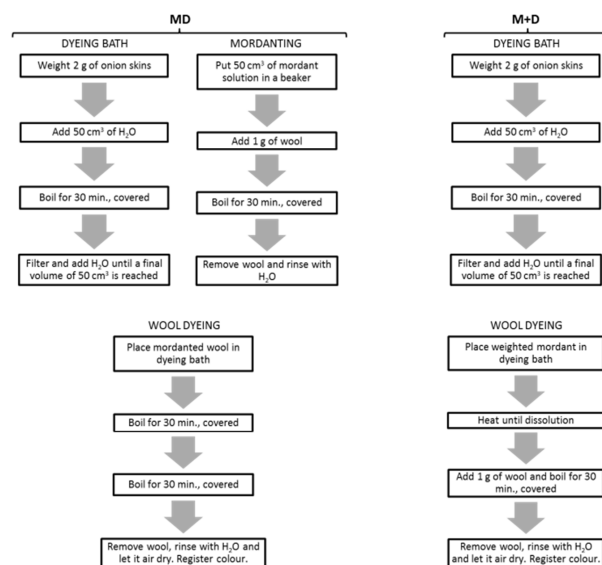 MD
DYEING BATH
Weight 2 g of onion skins
Add 50 cm³ of H₂O
Boil for 30 min., covered
Filter and add H₂O until a final
volume of 50 cm³ is reached
MORDANTING
Put 50 cm³ of mordant
solution in a beaker
Add 1 g of wool
Boil for 30 min., covered
Remove wool and rinse with
H₂O
WOOL DYEING
Place mordanted wool in
dyeing bath
Boil for 30 min., covered
Boil for 30 min., covered
Remove wool, rinse with H₂O and
let it air dry. Register colour.
M+D
DYEING BATH
Weight 2 g of onion skins
Add 50 cm³ of H₂O
Boil for 30 min., covered
Filter and add H₂O until a final
volume of 50 cm³ is reached
WOOL DYEING
Place weighted mordant in
dyeing bath
Heat until dissolution
Add 1 g of wool and boil for 30
min., covered
Remove wool, rinse with H₂O
and let it air dry. Register colour.